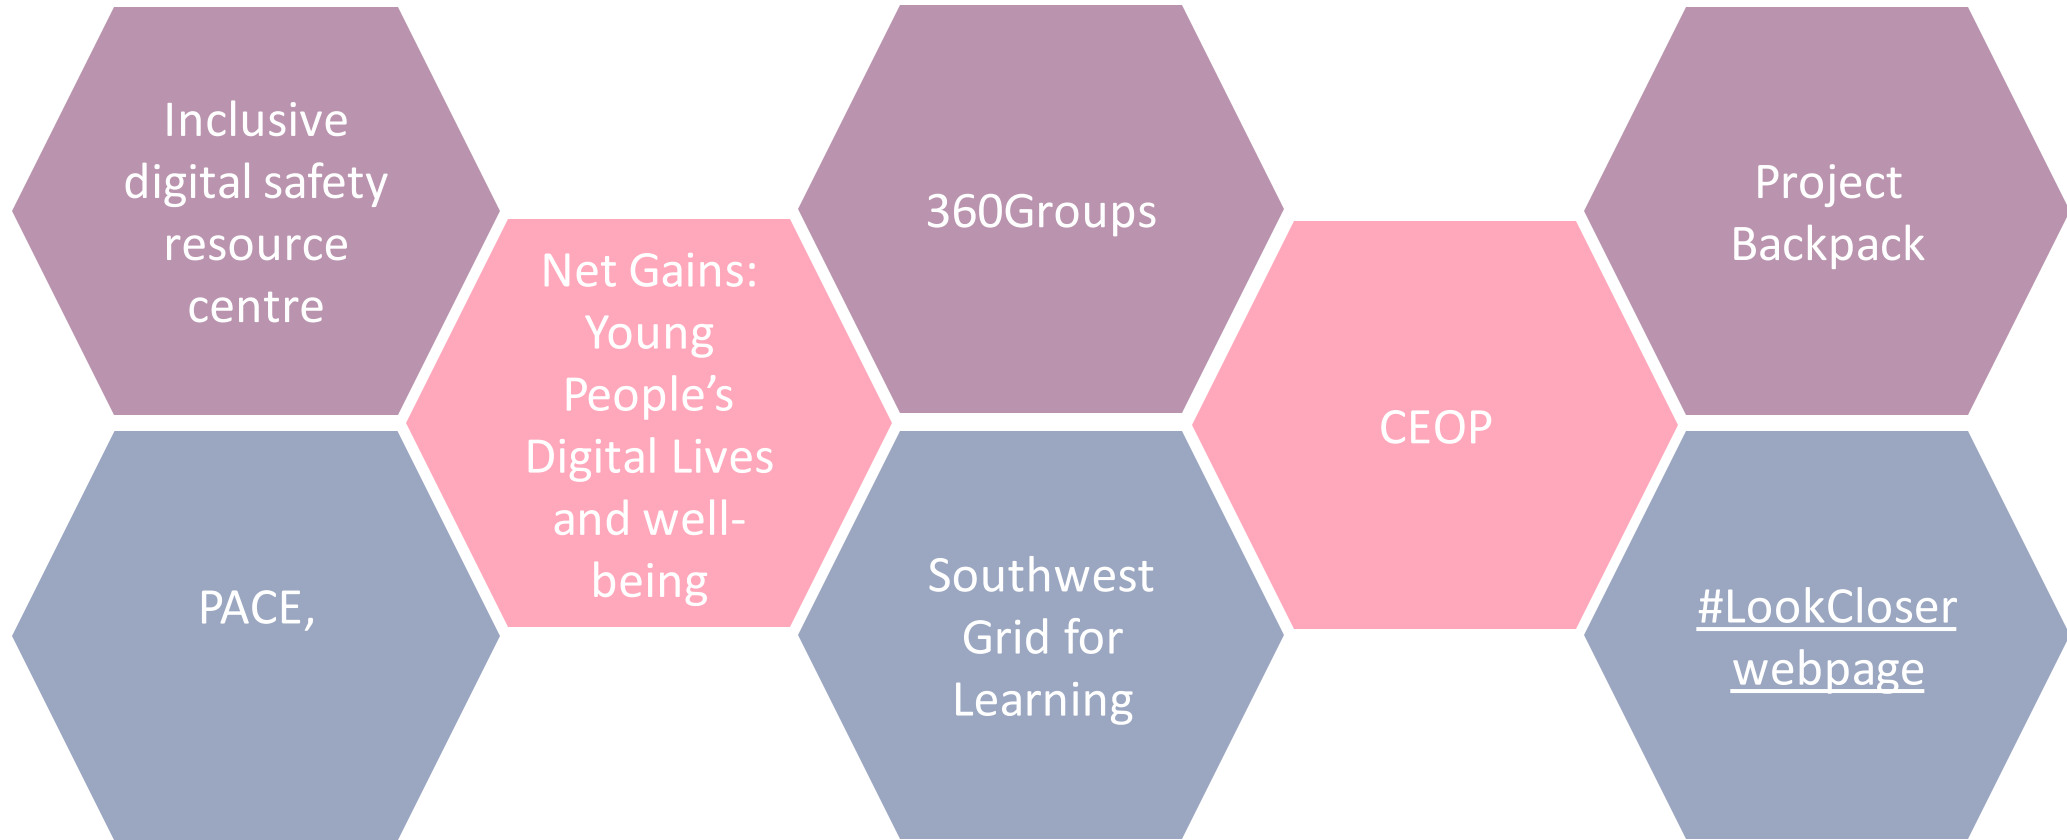 Inclusive
digital safety
resource
centre
Net Gains:
Young
People’s
Digital Lives
and well-
being
360Groups
CEOP
Project
Backpack
PACE,
Southwest
Grid for
Learning
#LookCloser
webpage